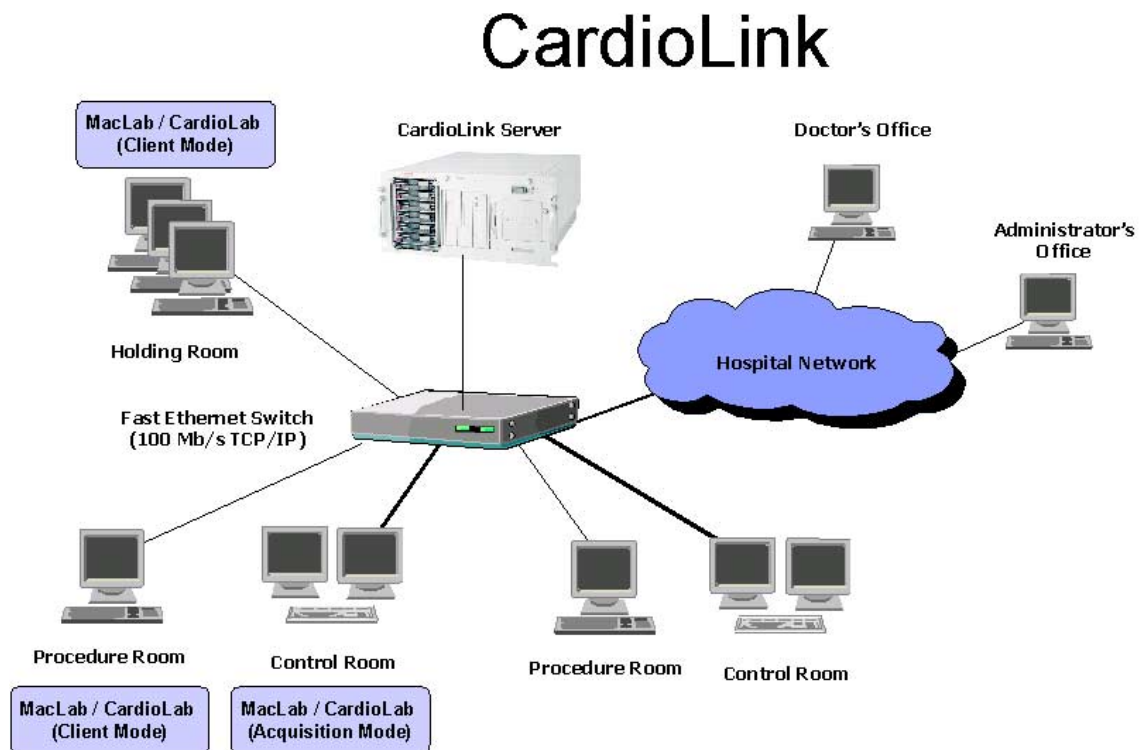 CardioLink
MacLab / CardioLab
(Client Mode)
CardioLink Server
Doctor's Office
Administrator's
Office
Holding Room
Hospital Network
Fast Ethernet Switch
(100 Mb/s TCP/IP)
Procedure Room
Control Room
Procedure Room
Control Room
MacLab / CardioLab
(Client Mode)
MacLab / CardioLab
(Acquisition Mode)